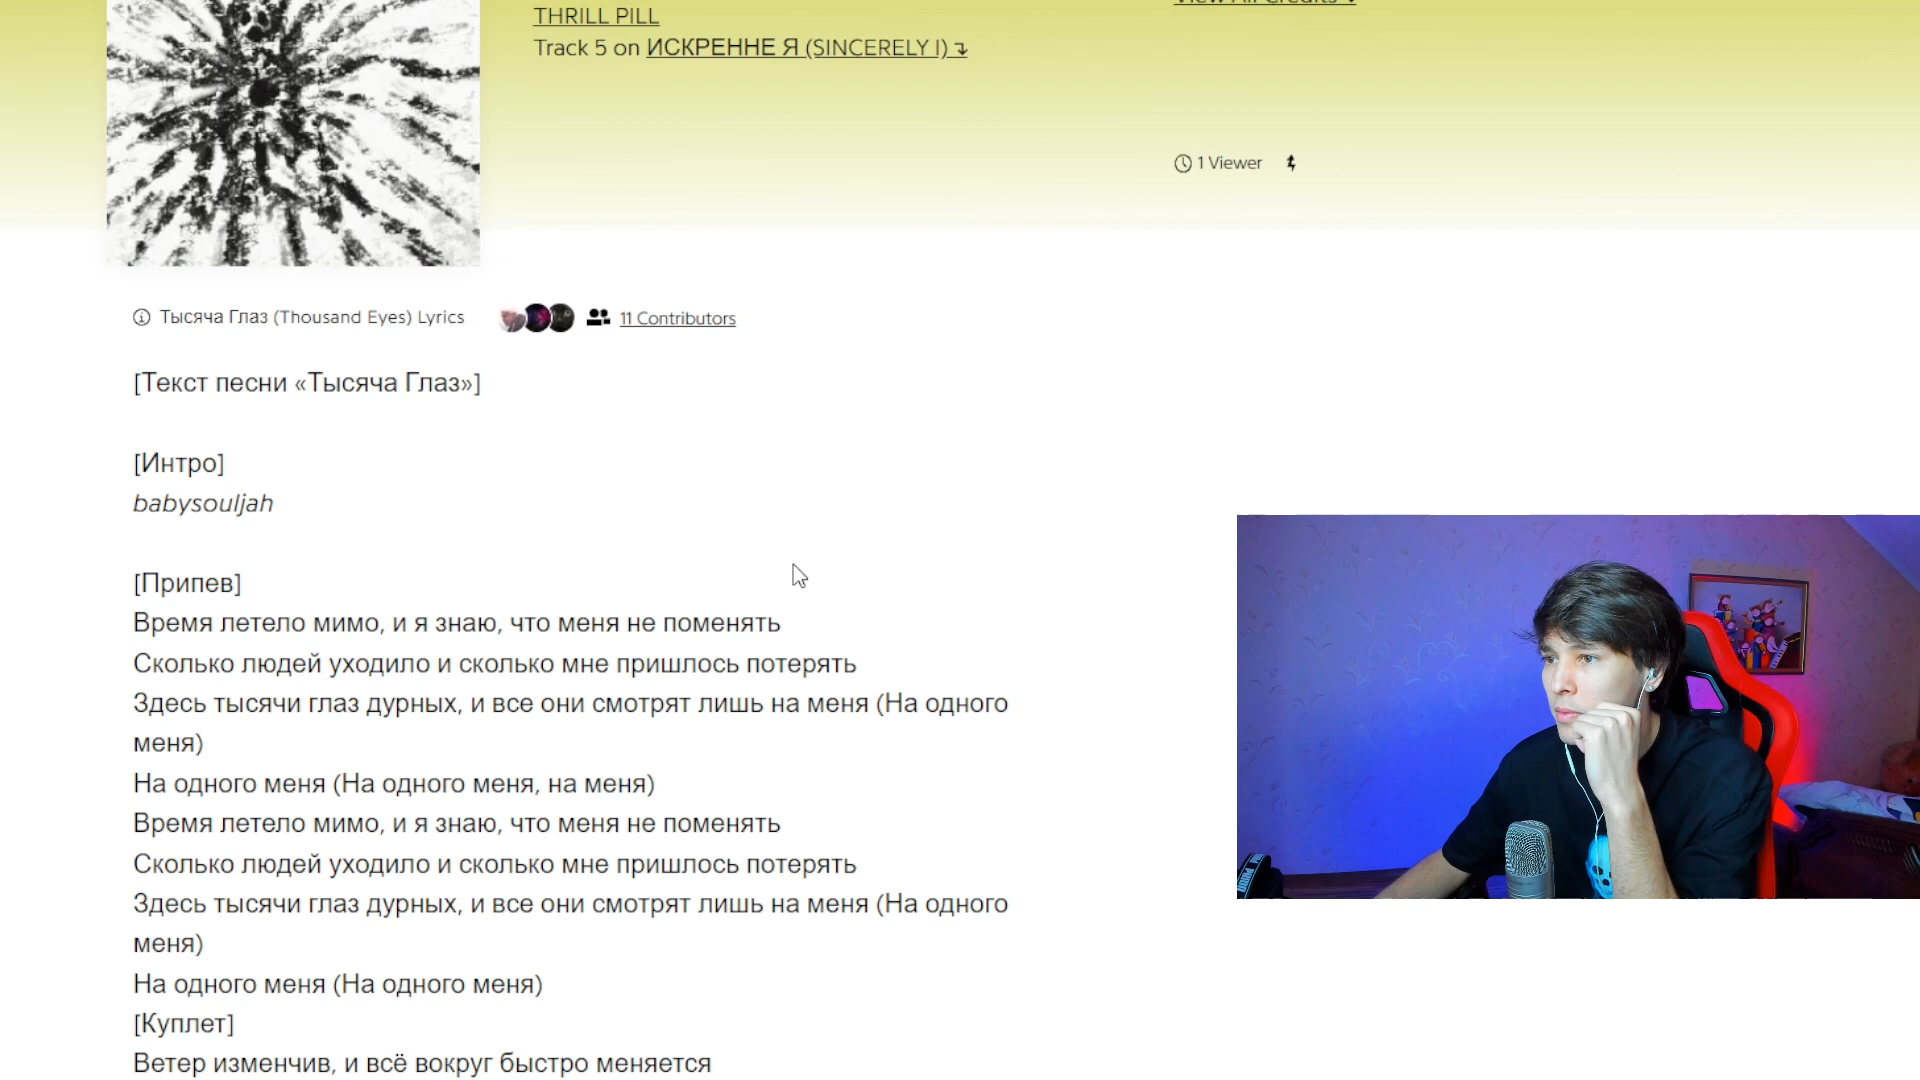 View All Credits
THRILL PILL
Track 5 on ИСКРЕННЕ Я (SINCERELY I)
1 Viewer
Тысяча Глаз (Thousand Eyes) Lyrics
11 Contributors
[Текст песни «Тысяча Глаз»]
[Интро]
babysouljah
[Припев]
Время летело мимо, и я знаю, что меня не поменять
Сколько людей уходило и сколько мне пришлось потерять
Здесь тысячи глаз дурных, и все они смотрят лишь на меня (На одного
меня)
На одного меня (На одного меня, на меня)
Время летело мимо, и я знаю, что меня не поменять
Сколько людей уходило и сколько мне пришлось потерять
Здесь тысячи глаз дурных, и все они смотрят лишь на меня (На одного
меня)
На одного меня (На одного меня)
[Куплет]
Ветер изменчив, и всё вокруг быстро меняется